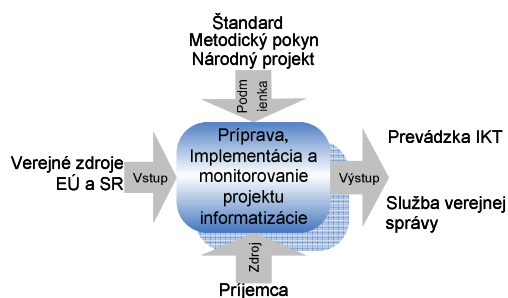 Štandard
Metodický pokyn
Národný projekt
Podm
ienka
Verejné zdroje
EÚ a SR
Vstup
Príprava,
Implementácia a
monitorovanie
projektu
informatizácie
Výstup
Prevádzka IKT
Služba verejnej
správy
Zdroj
Príjemca